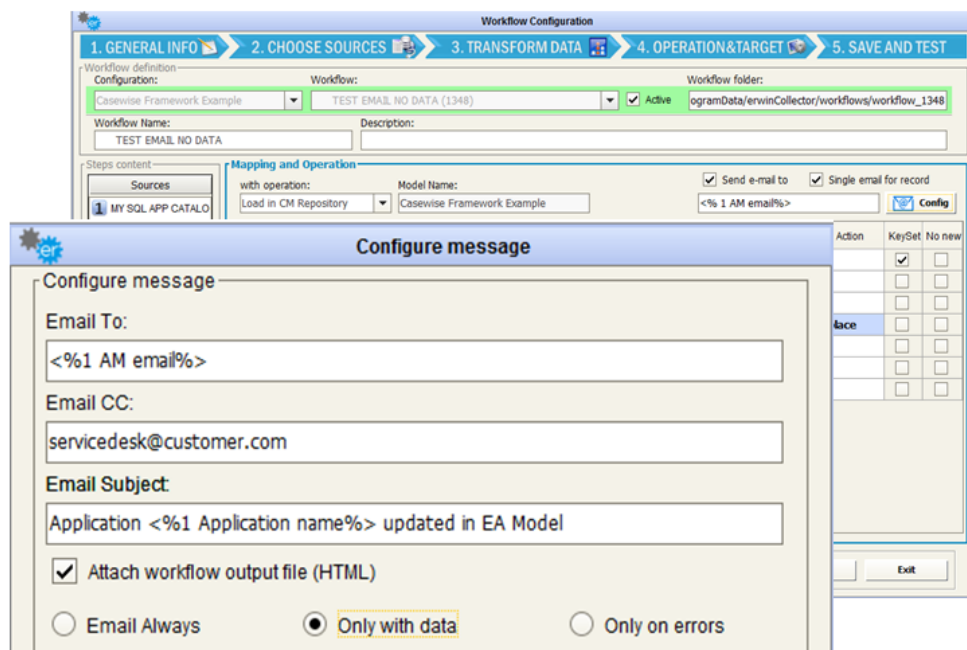 Workflow Configuration
1. GENERAL INFO 2. CHOOSE SOURCES 3. TRANSFORM DATA 4. OPERATION&TARGET 5. SAVE AND TEST
Workflow definition
Configuration: Workflow: Workflow folder:
Casewise Framework Example TEST EMAIL NO DATA (1348) Active ogramData/erwinCollector/workflows/workflow_1348
Workflow Name: Description:
TEST EMAIL NO DATA
Steps content Mapping and Operation
Sources with operation: Model Name: Send e-mail to Single email for record
1 MY SQL APP CATALO Load in CM Repository Casewise Framework Example <% 1 AM email%> Config
Action KeySet No new
lace
Exit
er Configure message
Configure message
Email To:
<%1 AM email%>
Email CC:
servicedesk@customer.com
Email Subject:
Application <%1 Application name%> updated in EA Model
Attach workflow output file (HTML)
Email Always Only with data Only on errors